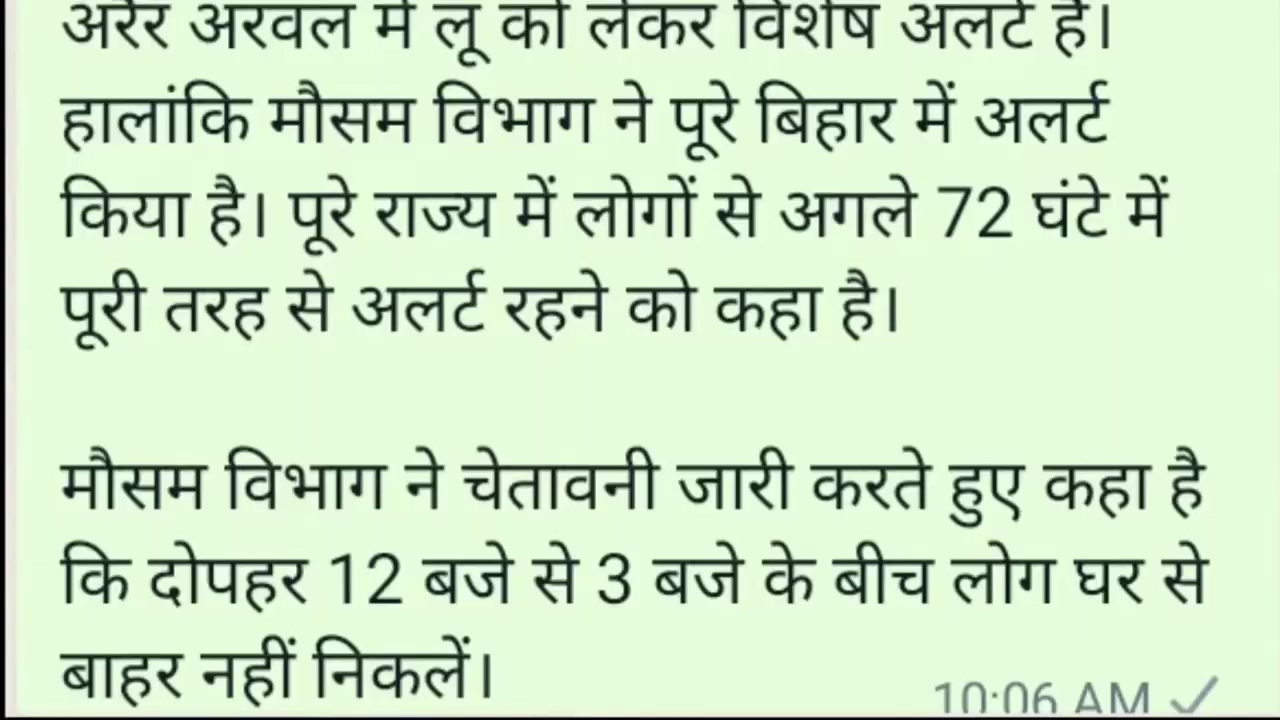 अरेर अरवल में लू को लेकर विशेष अलर्ट है।
हालांकि मौसम विभाग ने पूरे बिहार में अलर्ट
किया है। पूरे राज्य में लोगों से अगले 72 घंटे में
पूरी तरह से अलर्ट रहने को कहा है।
मौसम विभाग ने चेतावनी जारी करते हुए कहा है
कि दोपहर 12 बजे से 3 बजे के बीच लोग घर से
बाहर नहीं निकलें।
10:06 AM ✓